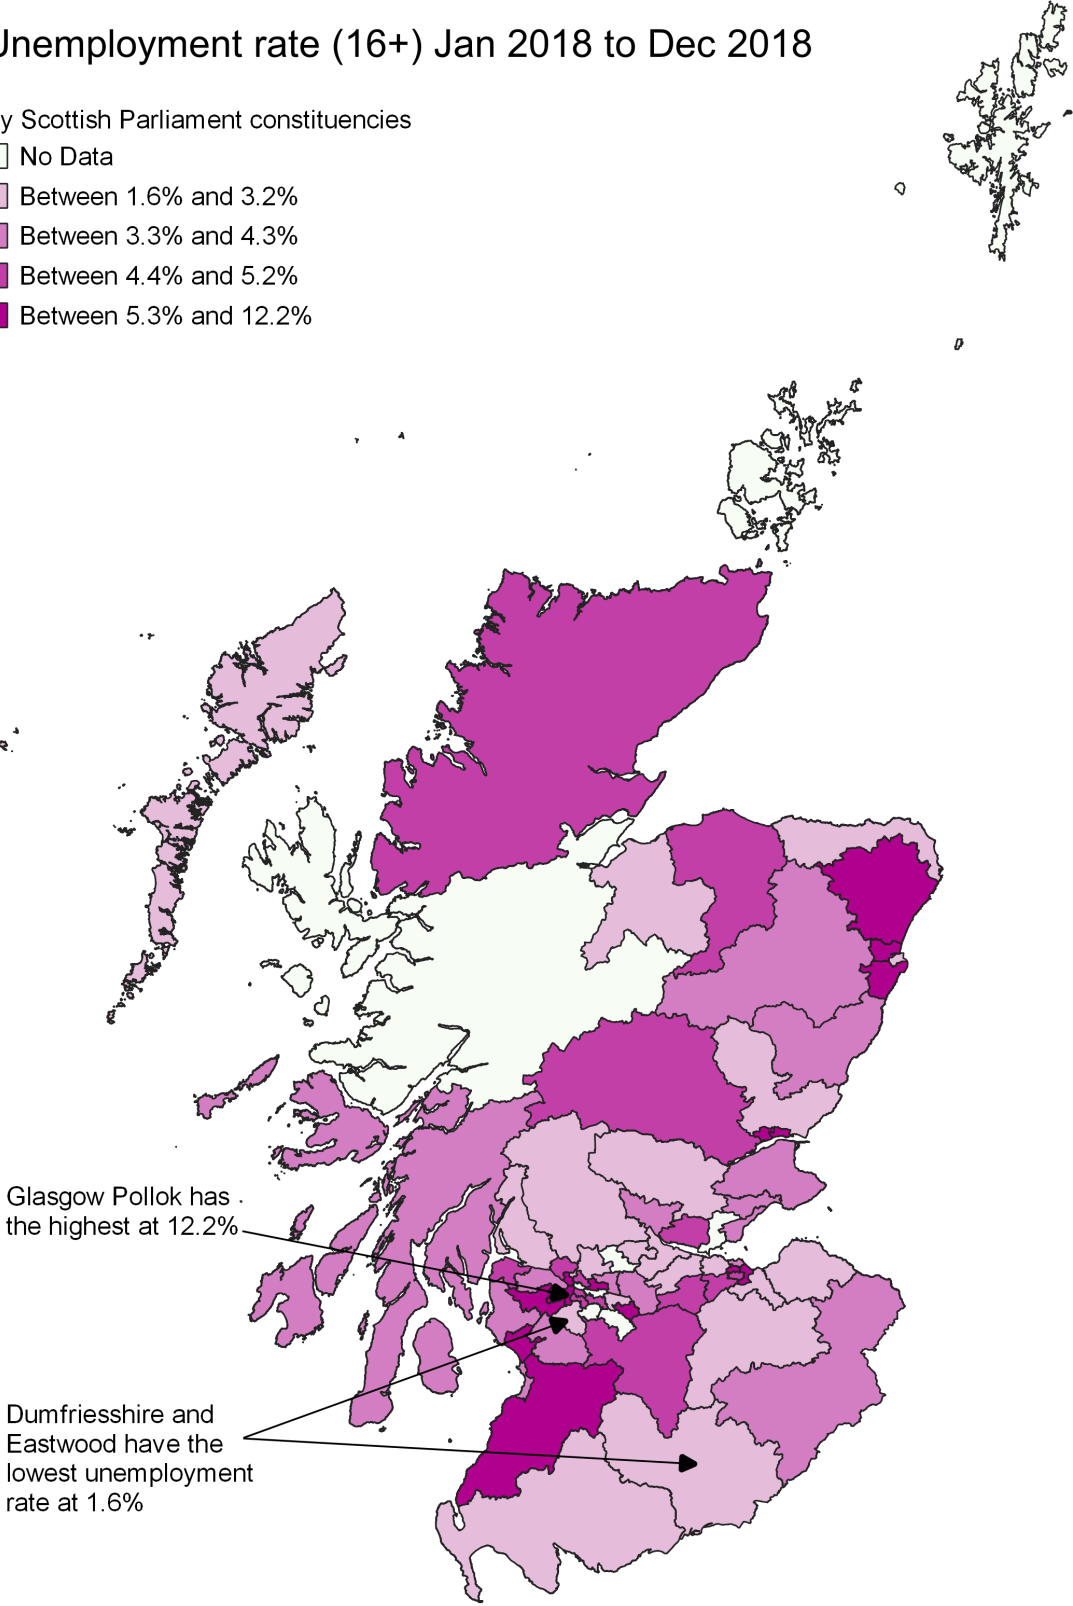 Unemployment rate (16+) Jan 2018 to Dec 2018
y Scottish Parliament constituencies
No Data
Between 1.6% and 3.2%
Between 3.3% and 4.3%
Between 4.4% and 5.2%
Between 5.3% and 12.2%
Glasgow Pollok has
the highest at 12.2%
Dumfriesshire and
Eastwood have the
lowest unemployment
rate at 1.6%